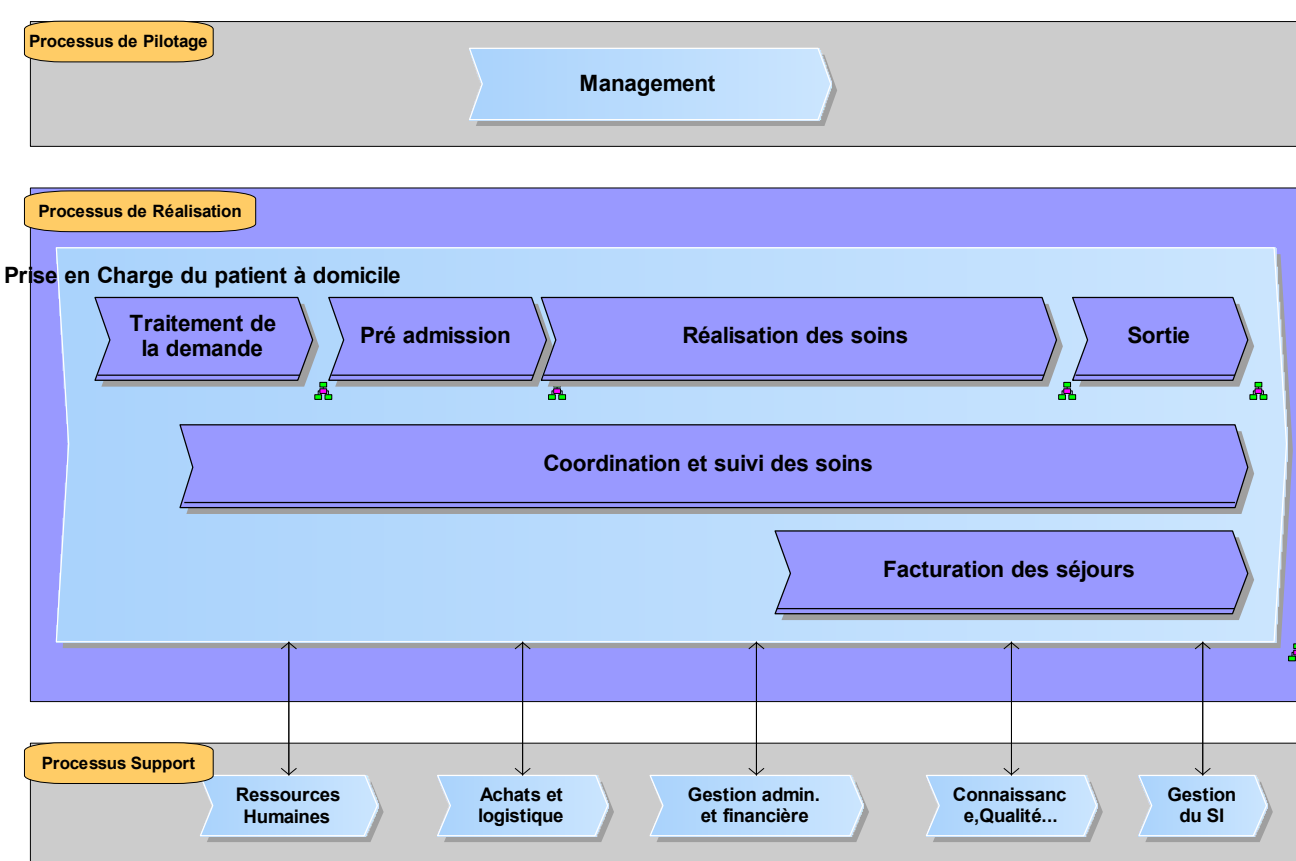 Processus de Pilotage
Management
Processus de Réalisation
Prise en Charge du patient à domicile
Traitement de
la demande
Pré admission
Réalisation des soins
Sortie
Coordination et suivi des soins
Facturation des séjours
Processus Support
Ressources
Humaines
Achats et
logistique
Gestion admin.
et financière
Connaissanc
e,Qualité...
Gestion
du SI